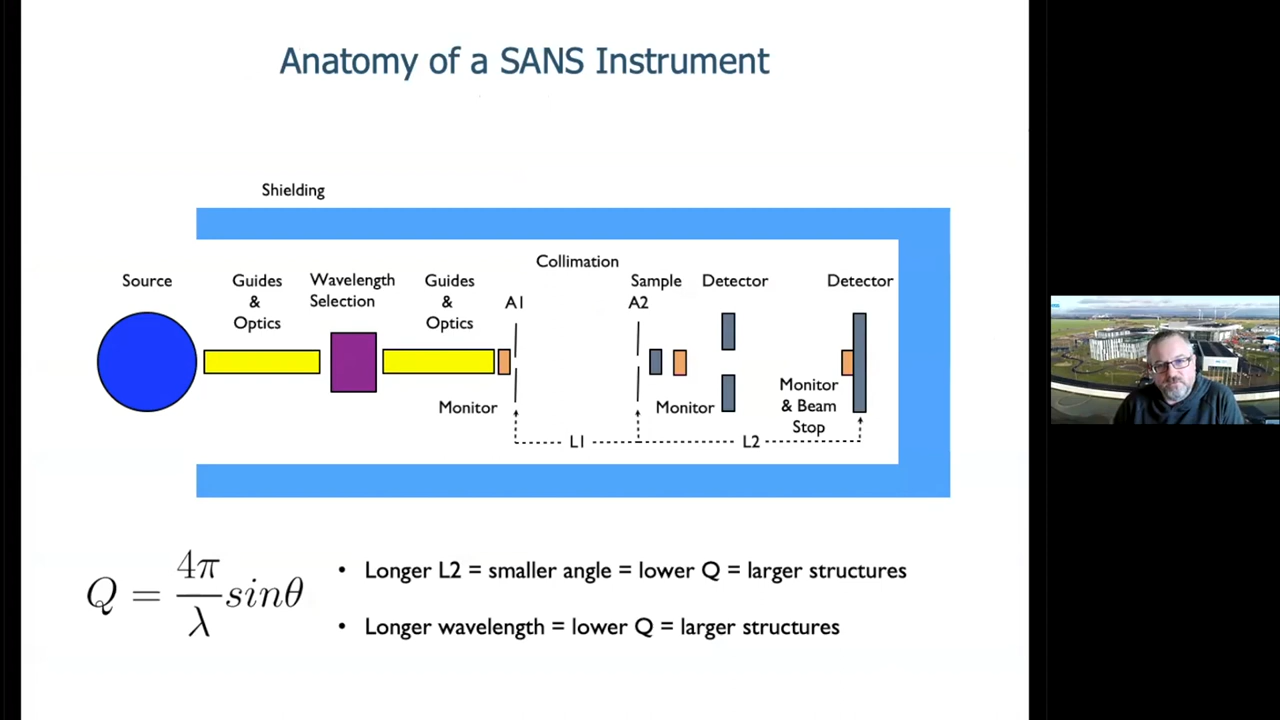 Anatomy of a SANS Instrument
Shielding
Collimation
Source
Guides
&
Optics
Wavelength
Selection
Guides
&
Optics
A1
Sample
A2
Detector
Detector
Monitor
Monitor
Monitor
& Beam
Stop
L1
L2
Q = 4π/λ sinθ
• Longer L2 = smaller angle = lower Q = larger structures
• Longer wavelength = lower Q = larger structures